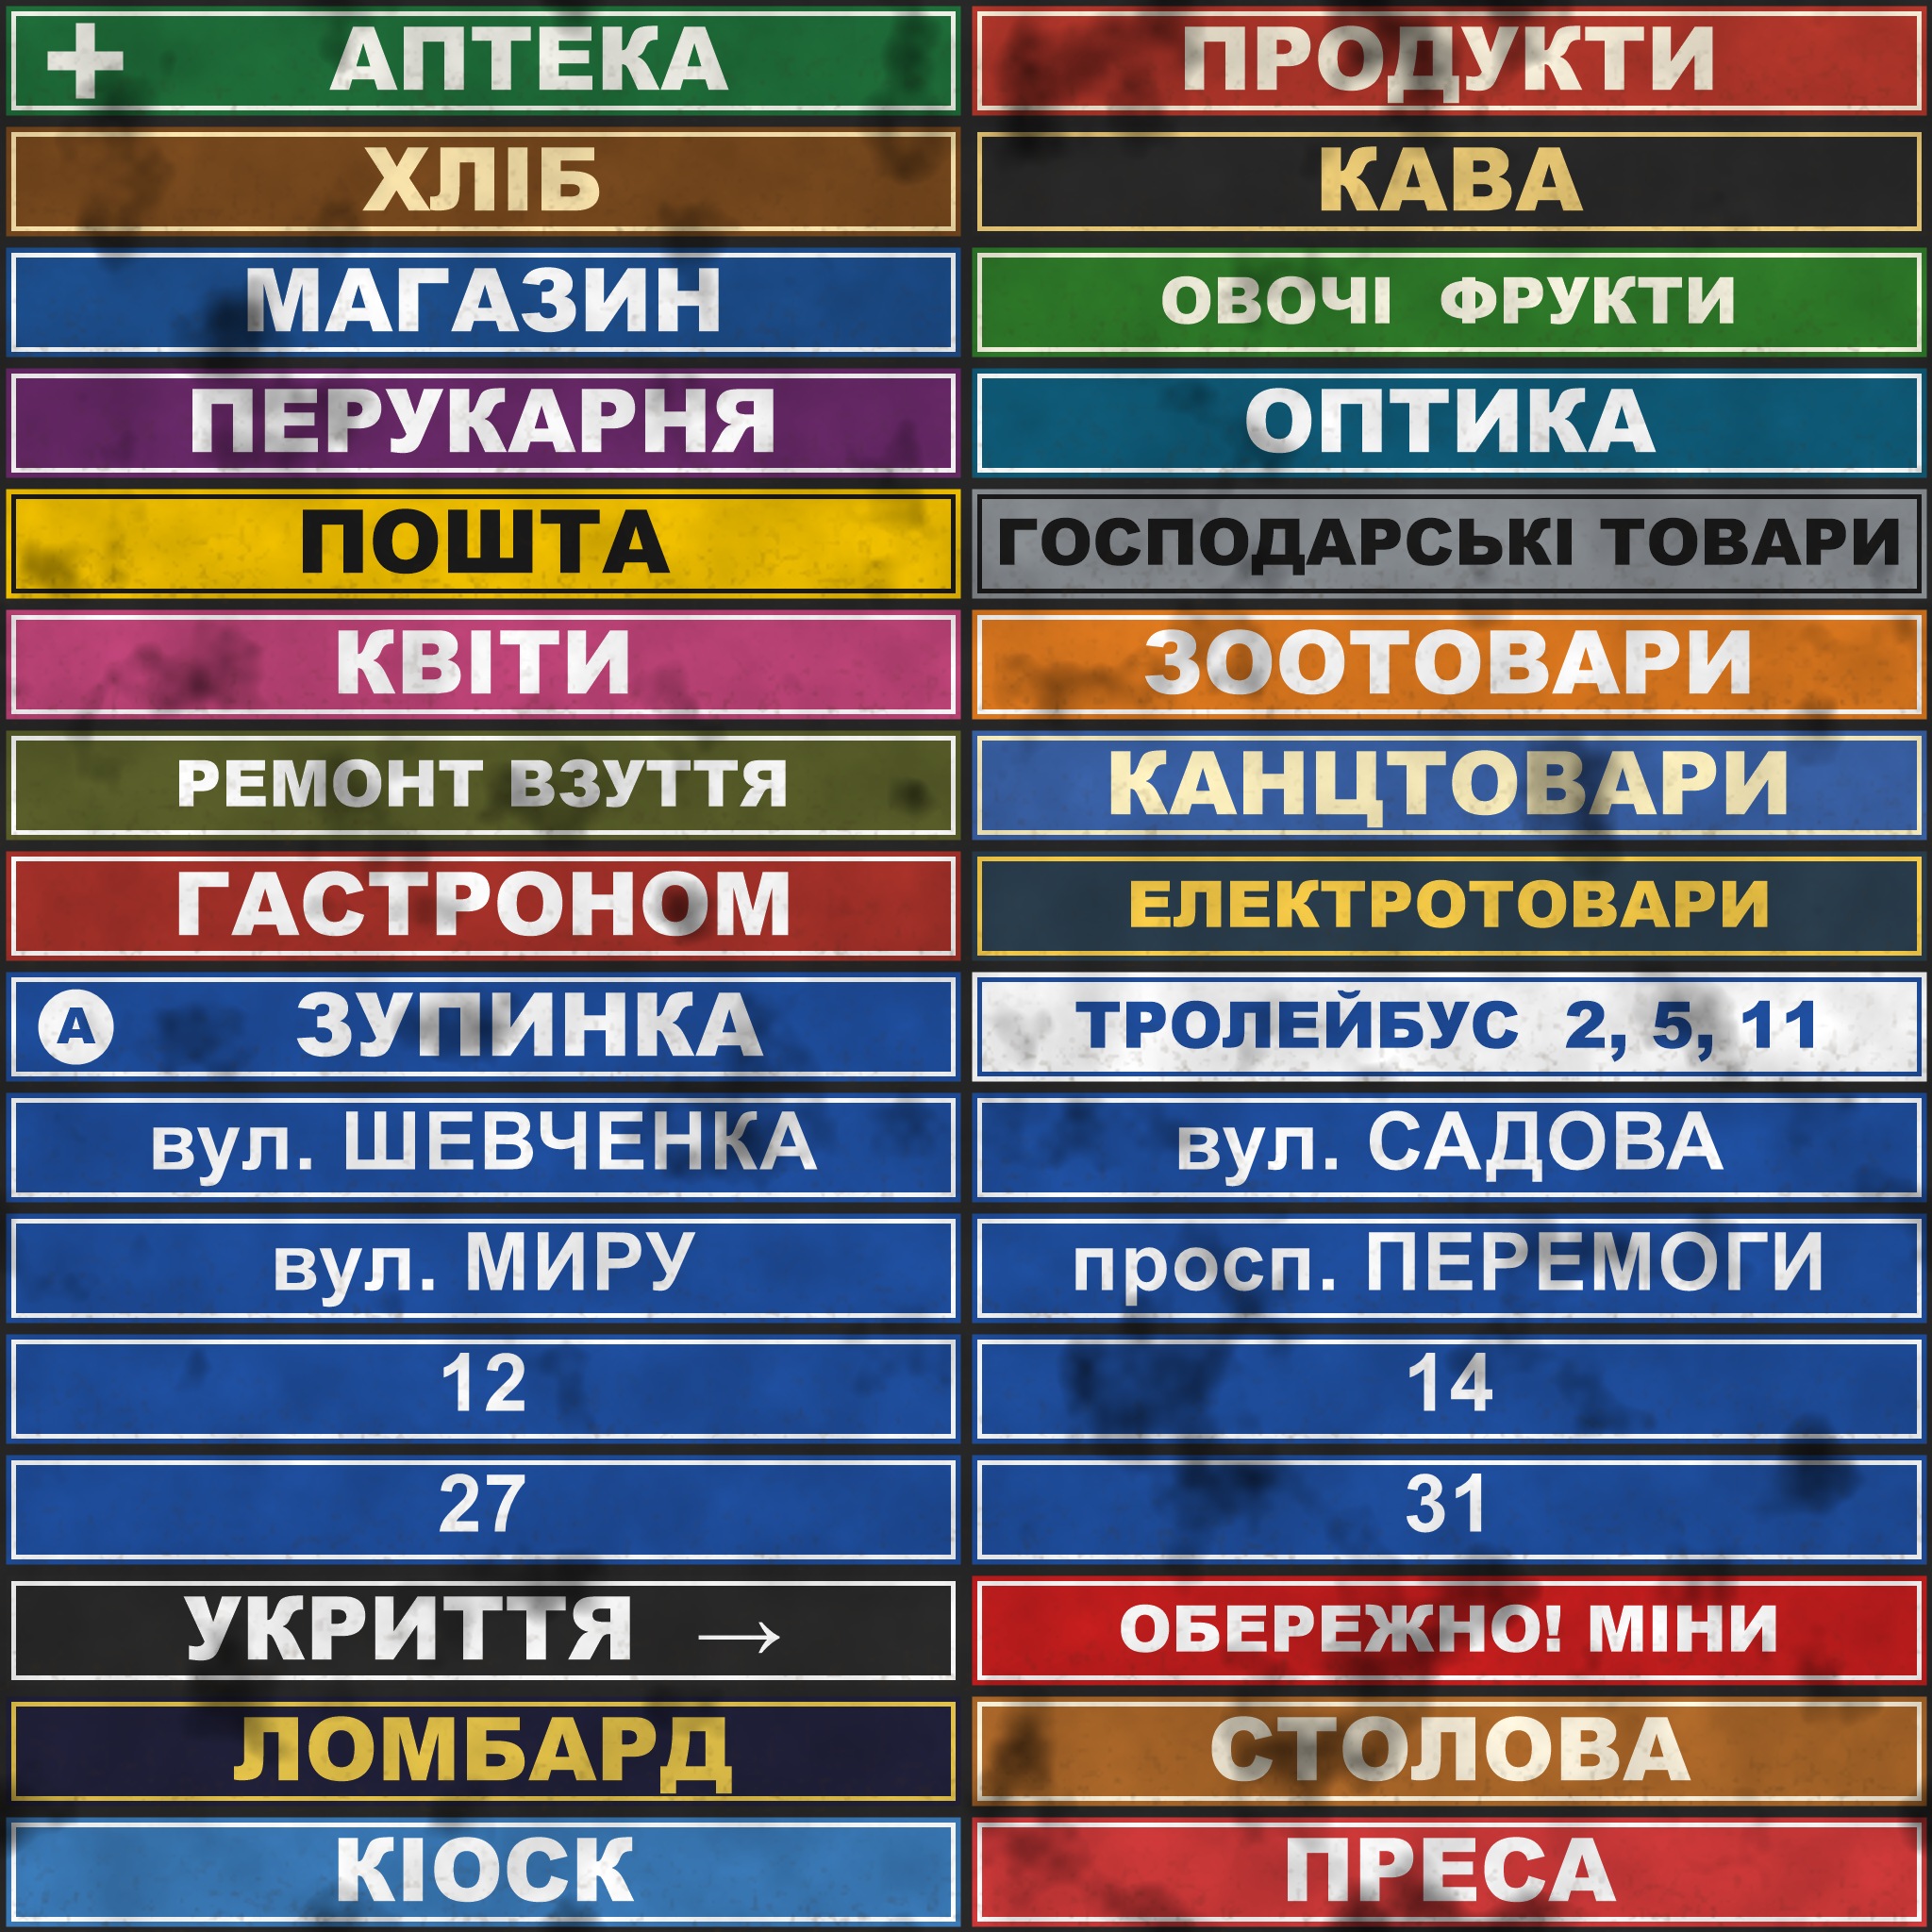 АПТЕКА
ПРОДУКТИ
ХЛІБ
КАВА
МАГАЗИН
ОВОЧІ ФРУКТИ
ПЕРУКАРНЯ
ОПТИКА
ПОШТА
ГОСПОДАРСЬКІ ТОВАРИ
КВІТИ
ЗООТОВАРИ
РЕМОНТ ВЗУТТЯ
КАНЦТОВАРИ
ГАСТРОНОМ
ЕЛЕКТРОТОВАРИ
А ЗУПИНКА
ТРОЛЕЙБУС 2, 5, 11
вул. ШЕВЧЕНКА
вул. САДОВА
вул. МИРУ
просп. ПЕРЕМОГИ
12
14
27
31
УКРИТТЯ →
ОБЕРЕЖНО! МІНИ
ЛОМБАРД
СТОЛОВА
КІОСК
ПРЕСА